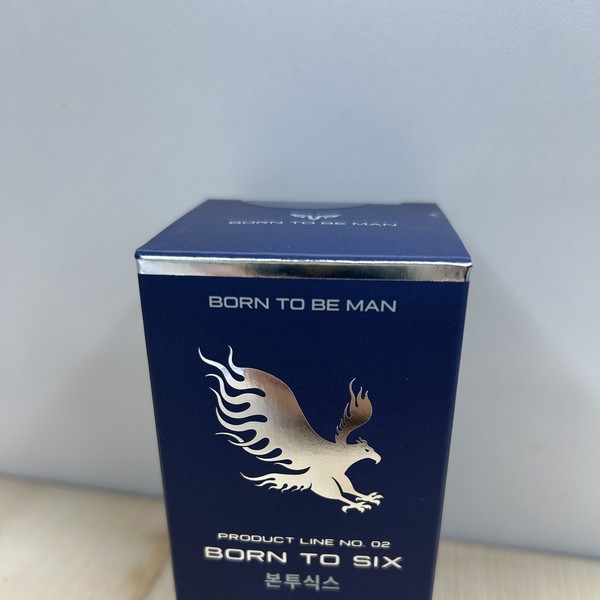 BORN TO BE MAN
BORN TO BE MAN
PRODUCT LINE NO. 02
BORN TO SIX
본투식스